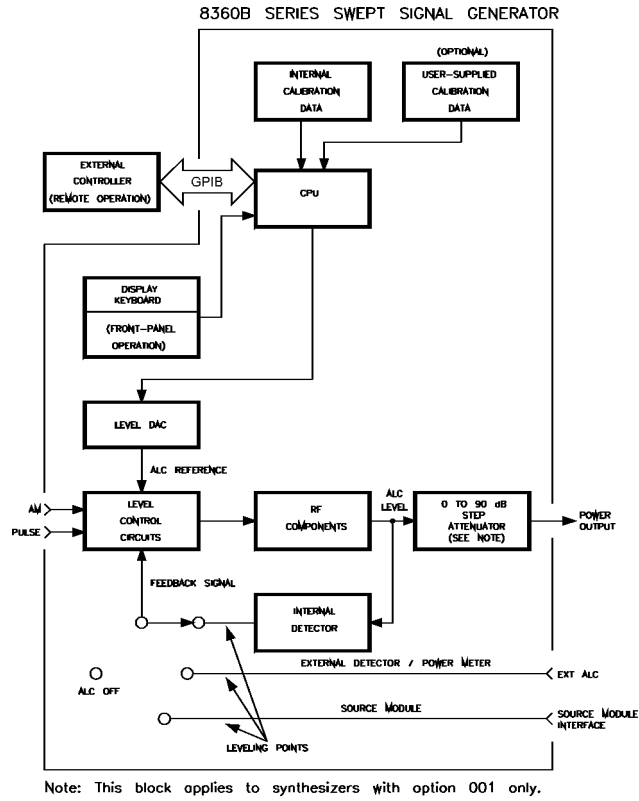 8360B SERIES SWEPT SIGNAL GENERATOR
(OPTIONAL)
INTERNAL
CALIBRATION
DATA
USER-SUPPLIED
CALIBRATION
DATA
EXTERNAL
CONTROLLER
(REMOTE OPERATION)
GPIB
CPU
DISPLAY
KEYBOARD
(FRONT-PANEL
OPERATION)
LEVEL DAC
ALC REFERENCE
AM
PULSE
LEVEL
CONTROL
CIRCUITS
RF
COMPONENTS
ALC
LEVEL
0 TO 90 dB
STEP
ATTENUATOR
(SEE NOTE)
POWER
OUTPUT
FEEDBACK SIGNAL
INTERNAL
DETECTOR
EXTERNAL DETECTOR / POWER METER
EXT ALC
ALC OFF
SOURCE MODULE
SOURCE MODULE
INTERFACE
LEVELING POINTS
Note: This block applies to synthesizers with option 001 only.